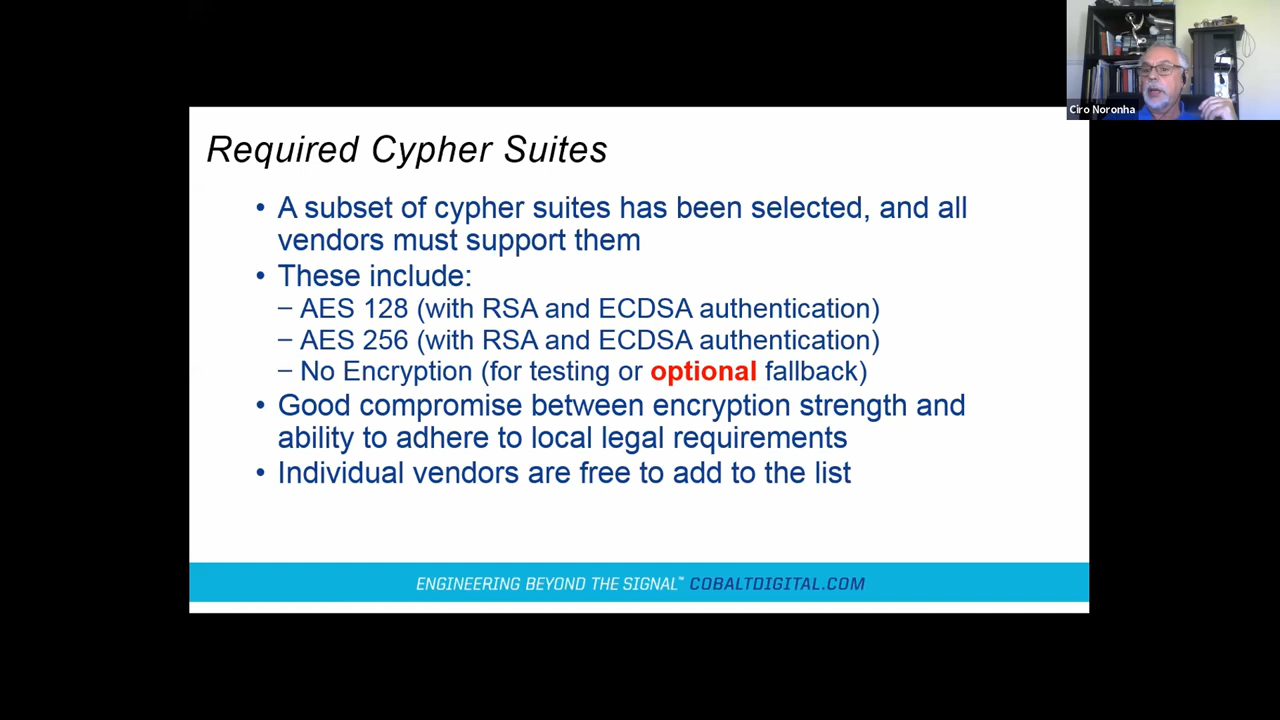 Ciro Noronha
Required Cypher Suites
• A subset of cypher suites has been selected, and all
vendors must support them
• These include:
– AES 128 (with RSA and ECDSA authentication)
– AES 256 (with RSA and ECDSA authentication)
– No Encryption (for testing or optional fallback)
• Good compromise between encryption strength and
ability to adhere to local legal requirements
• Individual vendors are free to add to the list
ENGINEERING BEYOND THE SIGNAL™ COBALTDIGITAL.COM